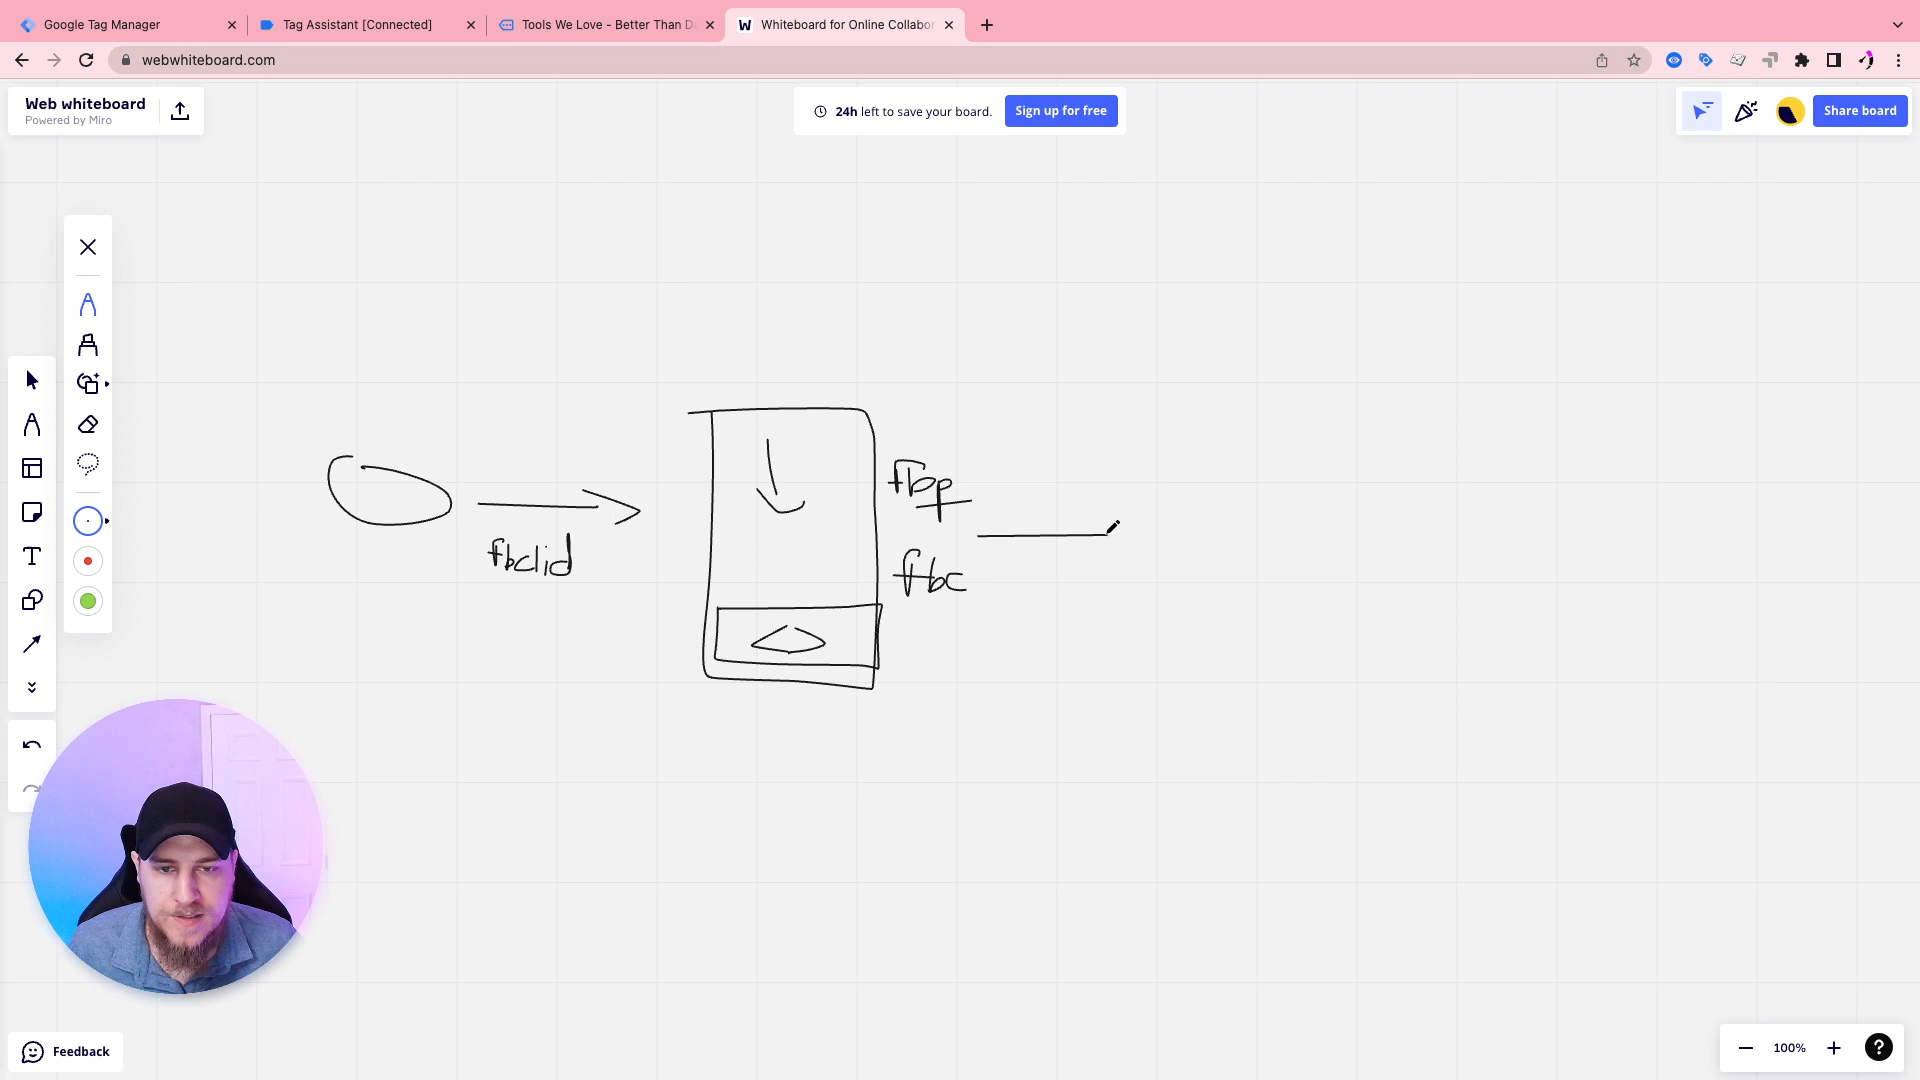 Google Tag Manager
Tag Assistant [Connected]
Tools We Love - Better Than Da
Whiteboard for Online Collabor
webwhiteboard.com
Web whiteboard
Powered by Miro
24h left to save your board.
Sign up for free
Share board
fbclid
fbp
fbc
Feedback
100%